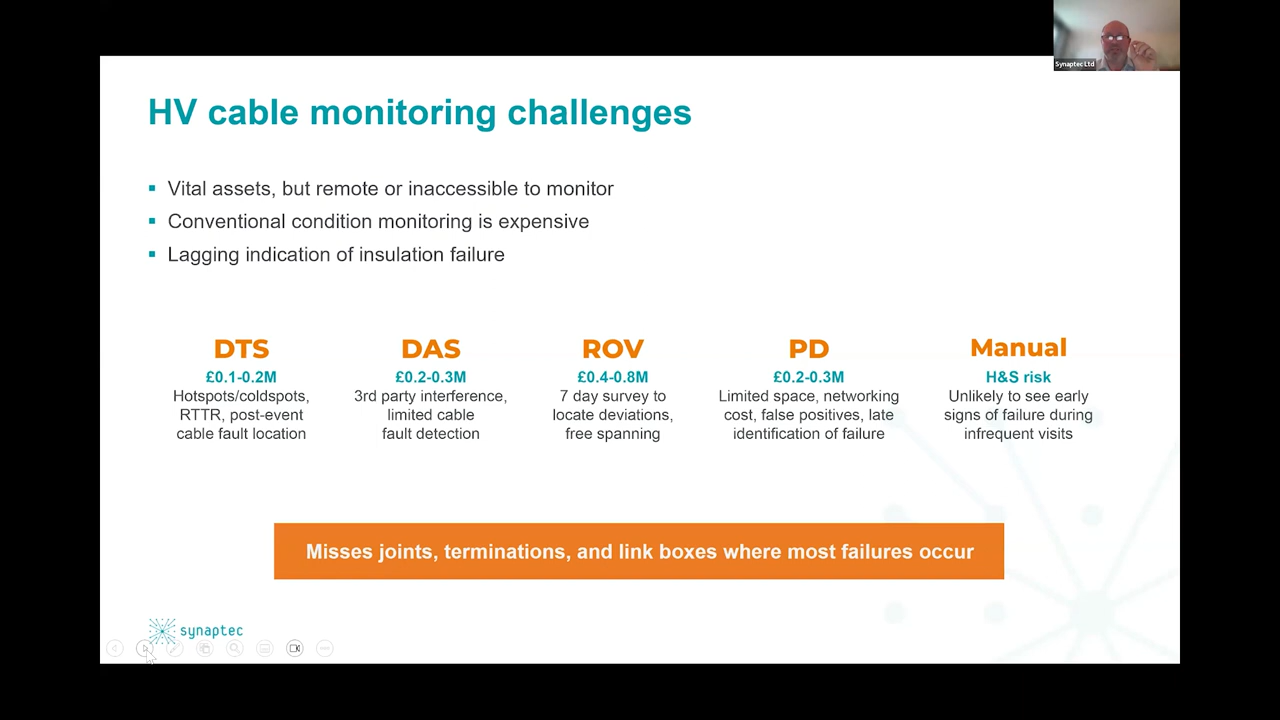 Synaptec Ltd
HV cable monitoring challenges
Vital assets, but remote or inaccessible to monitor
Conventional condition monitoring is expensive
Lagging indication of insulation failure
DTS
£0.1-0.2M
Hotspots/coldspots,
RTTR, post-event
cable fault location
DAS
£0.2-0.3M
3rd party interference,
limited cable
fault detection
ROV
£0.4-0.8M
7 day survey to
locate deviations,
free spanning
PD
£0.2-0.3M
Limited space, networking
cost, false positives, late
identification of failure
Manual
H&S risk
Unlikely to see early
signs of failure during
infrequent visits
Misses joints, terminations, and link boxes where most failures occur
synaptec